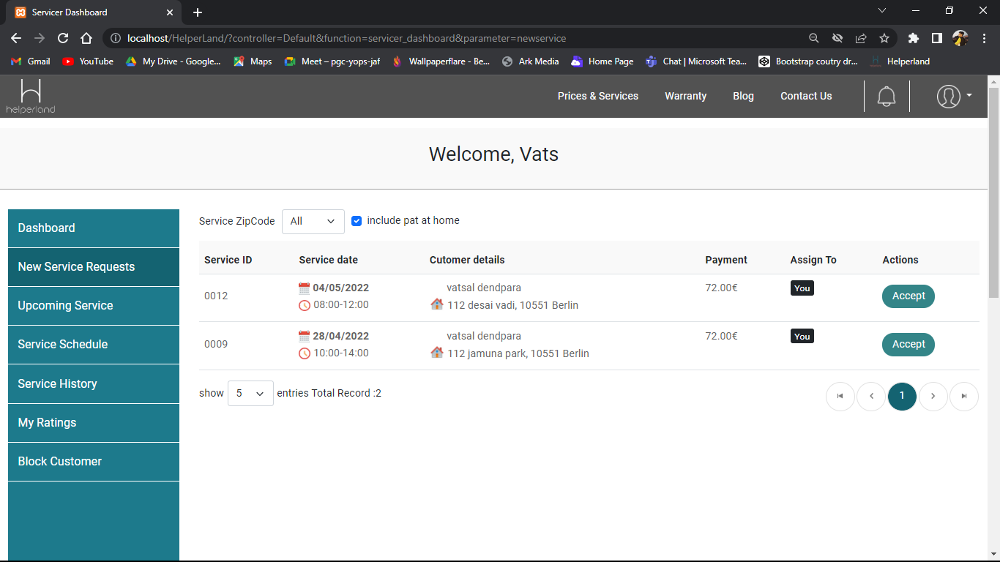 Servicer Dashboard
localhost/HelperLand/?controller=Default&function=servicer_dashboard&parameter=newservice
Gmail YouTube My Drive - Google... Maps Meet – pgc-yops-jaf Wallpaperflare - Be... Ark Media Home Page Chat | Microsoft Tea... Bootstrap coutry dr... Helperland
helperland
Prices & Services Warranty Blog Contact Us
Welcome, Vats
Dashboard
New Service Requests
Upcoming Service
Service Schedule
Service History
My Ratings
Block Customer
Service ZipCode All include pat at home
Service ID Service date Cutomer details Payment Assign To Actions
0012 04/05/2022 vatsal dendpara 72.00€ You Accept
08:00-12:00 112 desai vadi, 10551 Berlin
0009 28/04/2022 vatsal dendpara 72.00€ You Accept
10:00-14:00 112 jamuna park, 10551 Berlin
show 5 entries Total Record :2 1